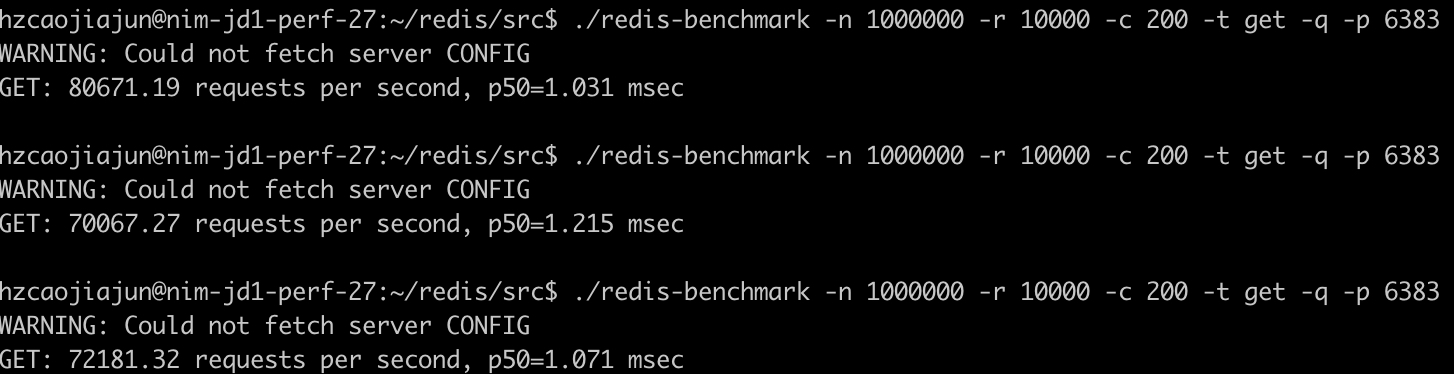 hzcaojiajun@nim-jd1-perf-27:~/redis/src$ ./redis-benchmark -n 1000000 -r 10000 -c 200 -t get -q -p 6383
WARNING: Could not fetch server CONFIG
GET: 80671.19 requests per second, p50=1.031 msec
hzcaojiajun@nim-jd1-perf-27:~/redis/src$ ./redis-benchmark -n 1000000 -r 10000 -c 200 -t get -q -p 6383
WARNING: Could not fetch server CONFIG
GET: 70067.27 requests per second, p50=1.215 msec
hzcaojiajun@nim-jd1-perf-27:~/redis/src$ ./redis-benchmark -n 1000000 -r 10000 -c 200 -t get -q -p 6383
WARNING: Could not fetch server CONFIG
GET: 72181.32 requests per second, p50=1.071 msec